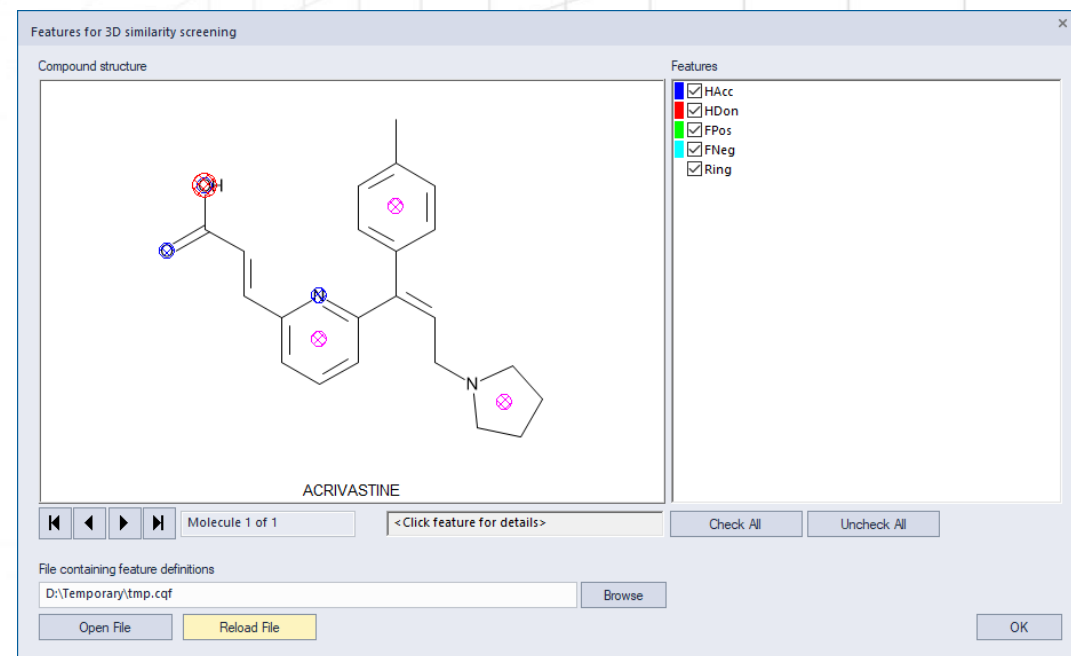 Features for 3D similarity screening
Compound structure
Features
HAcc
HDon
FPos
FNeg
Ring
OH
N
N
ACRIVASTINE
Molecule 1 of 1
<Click feature for details>
Check All
Uncheck All
File containing feature definitions
D:\Temporary\tmp.cqf
Browse
Open File
Reload File
OK